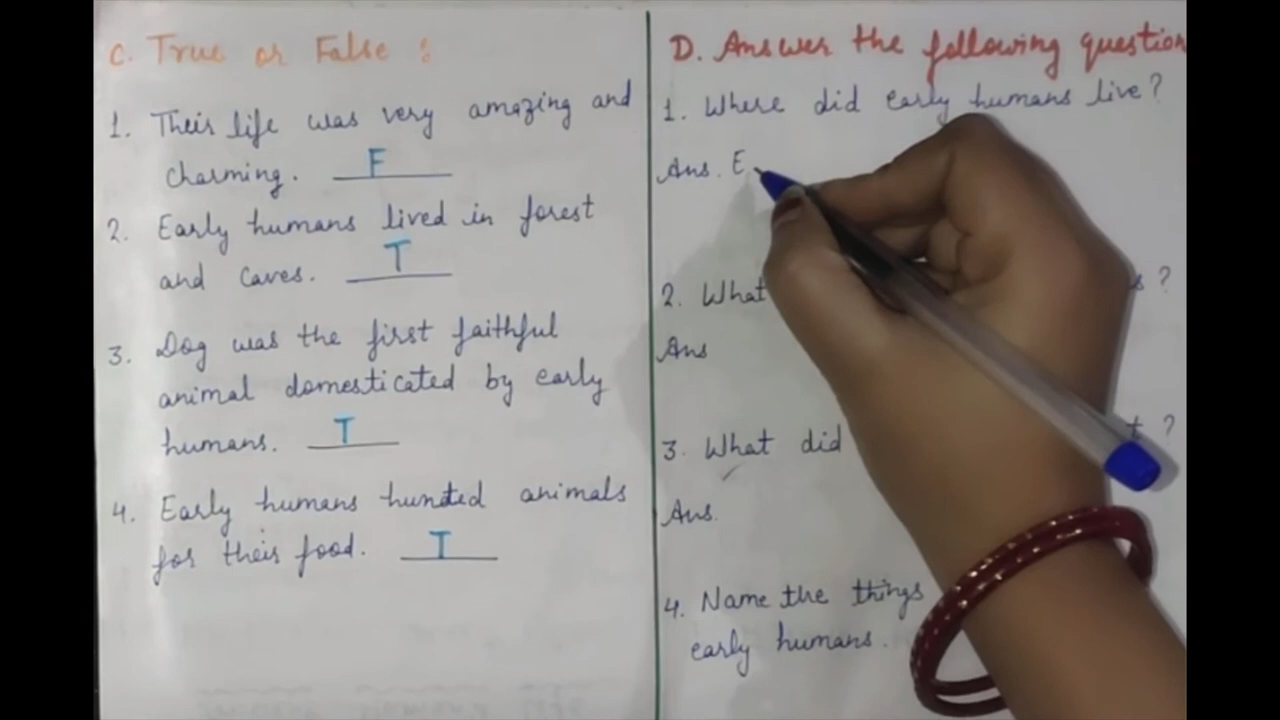 C. True or False :
1. Their life was very amazing and
charming. F
2. Early humans lived in forest
and caves. T
3. Dog was the first faithful
animal domesticated by early
humans. T
4. Early humans huneted animals
for their food. T
D. Answer the following question
1. Where did early humans live?
Ans. E
2. What ?
Ans
3. What did ?
Ans.
4. Name the things
early humans.